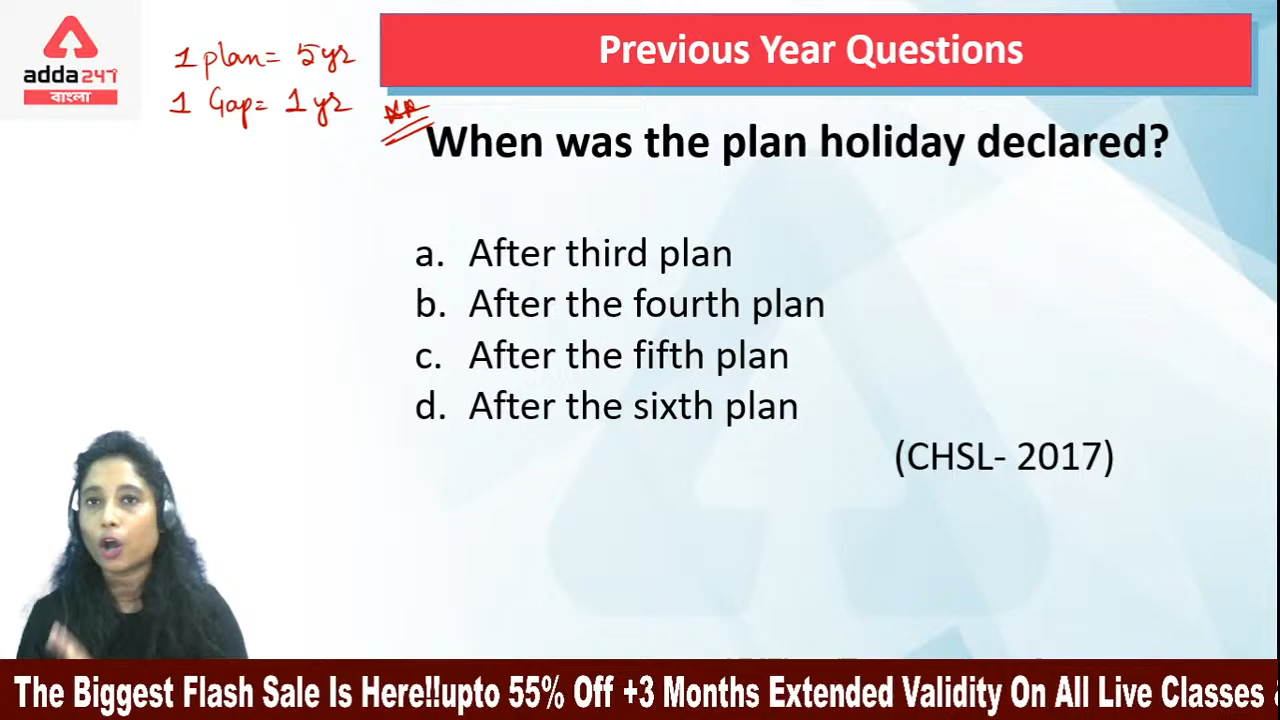 adda247
বাংলা
1 plan= 5yr
1 Gap= 1 yr
Previous Year Questions
When was the plan holiday declared?
a. After third plan
b. After the fourth plan
c. After the fifth plan
d. After the sixth plan
(CHSL- 2017)
The Biggest Flash Sale Is Here!!upto 55% Off +3 Months Extended Validity On All Live Classes